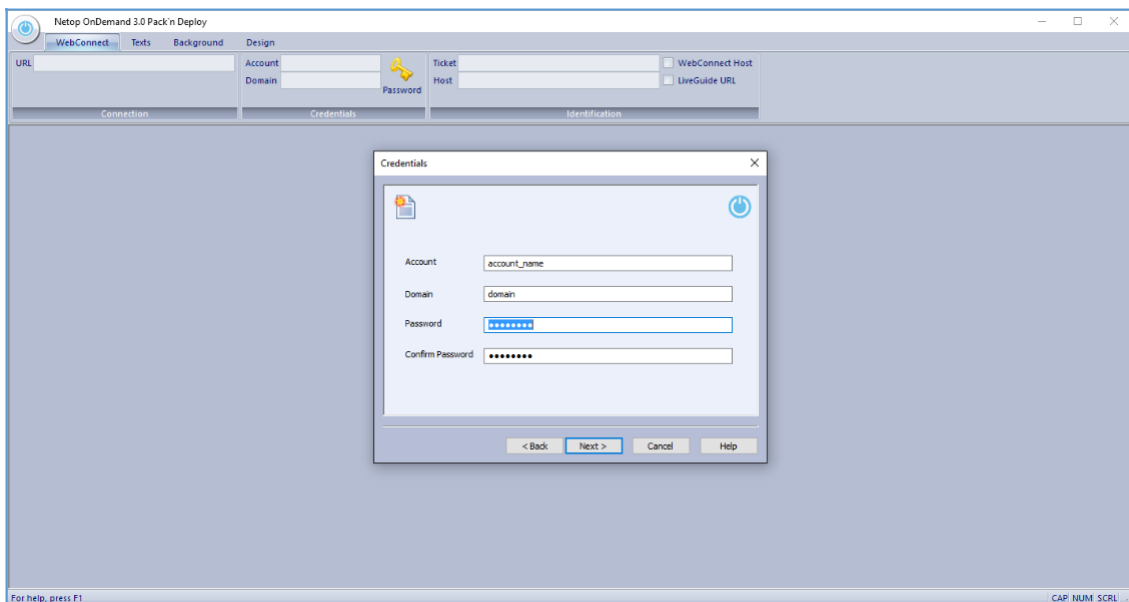 Netop OnDemand 3.0 Pack'n Deploy
WebConnect Texts Background Design
URL Account Ticket WebConnect Host
Domain Password Host LiveGuide URL
Connection Credentials Identification
Credentials
Account account_name
Domain domain
Password ••••••••
Confirm Password ••••••••
< Back Next > Cancel Help
For help, press F1 CAP NUM SCRL